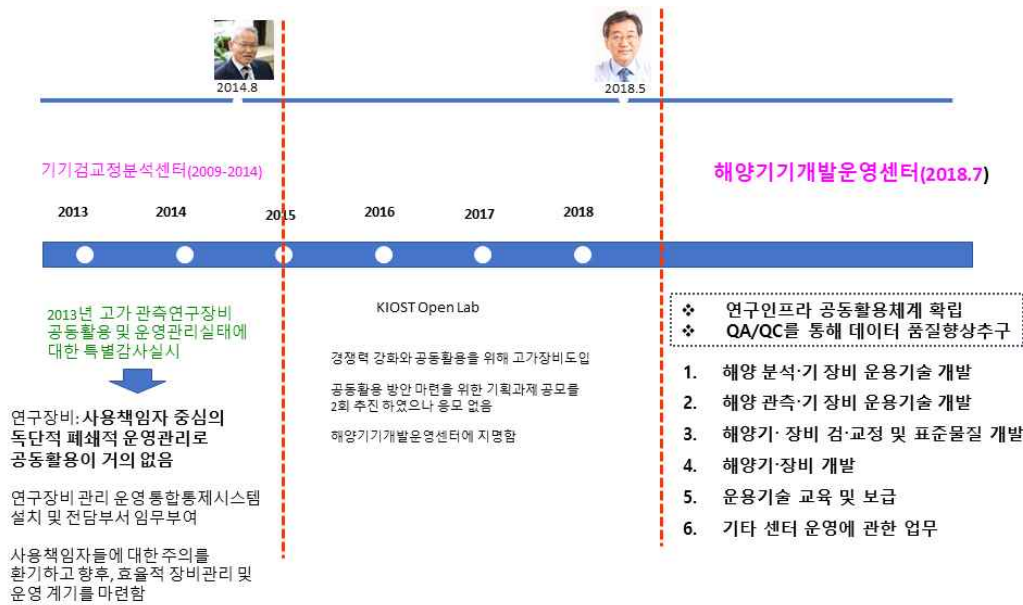 2014.8
2018.5
기기검교정분석센터(2009-2014)
해양기기개발운영센터(2018.7)
2013
2014
2015
2016
2017
2018
2013년 고가 관측연구장비
공동활용 및 운영관리실태에
대한 특별감사실시
연구장비: 사용책임자 중심의
독단적 폐쇄적 운영관리로
공동활용이 거의 없음
연구장비 관리 운영 통합통제시스템
설치 및 전담부서 임무부여
사용책임자들에 대한 주의를
환기하고 향후, 효율적 장비관리 및
운영 계기를 마련함
KIOST Open Lab
경쟁력 강화와 공동활용을 위해 고가장비도입
공동활용 방안 마련을 위한 기획과제 공모를
2회 추진 하였으나 응모 없음
해양기기개발운영센터에 지명함
❖ 연구인프라 공동활용체계 확립
❖ QA/QC를 통해 데이터 품질향상추구
1. 해양 분석·기 장비 운용기술 개발
2. 해양 관측·기 장비 운용기술 개발
3. 해양기· 장비 검·교정 및 표준물질 개발
4. 해양기·장비 개발
5. 운용기술 교육 및 보급
6. 기타 센터 운영에 관한 업무